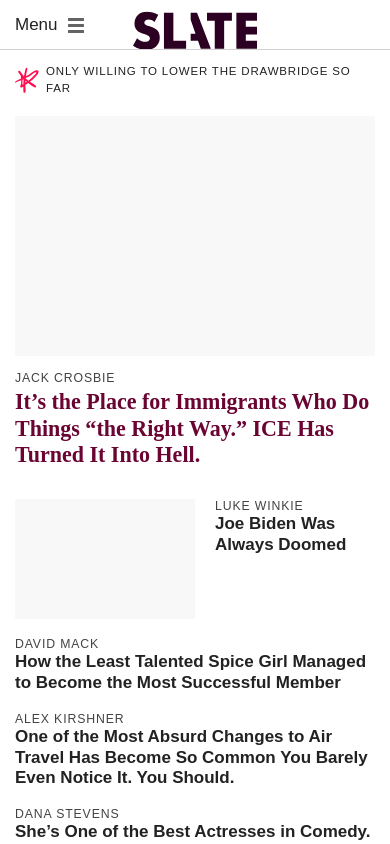 Menu
SLATE
ONLY WILLING TO LOWER THE DRAWBRIDGE SO
FAR
JACK CROSBIE
It’s the Place for Immigrants Who Do
Things “the Right Way.” ICE Has
Turned It Into Hell.
LUKE WINKIE
Joe Biden Was
Always Doomed
DAVID MACK
How the Least Talented Spice Girl Managed
to Become the Most Successful Member
ALEX KIRSHNER
One of the Most Absurd Changes to Air
Travel Has Become So Common You Barely
Even Notice It. You Should.
DANA STEVENS
She’s One of the Best Actresses in Comedy.